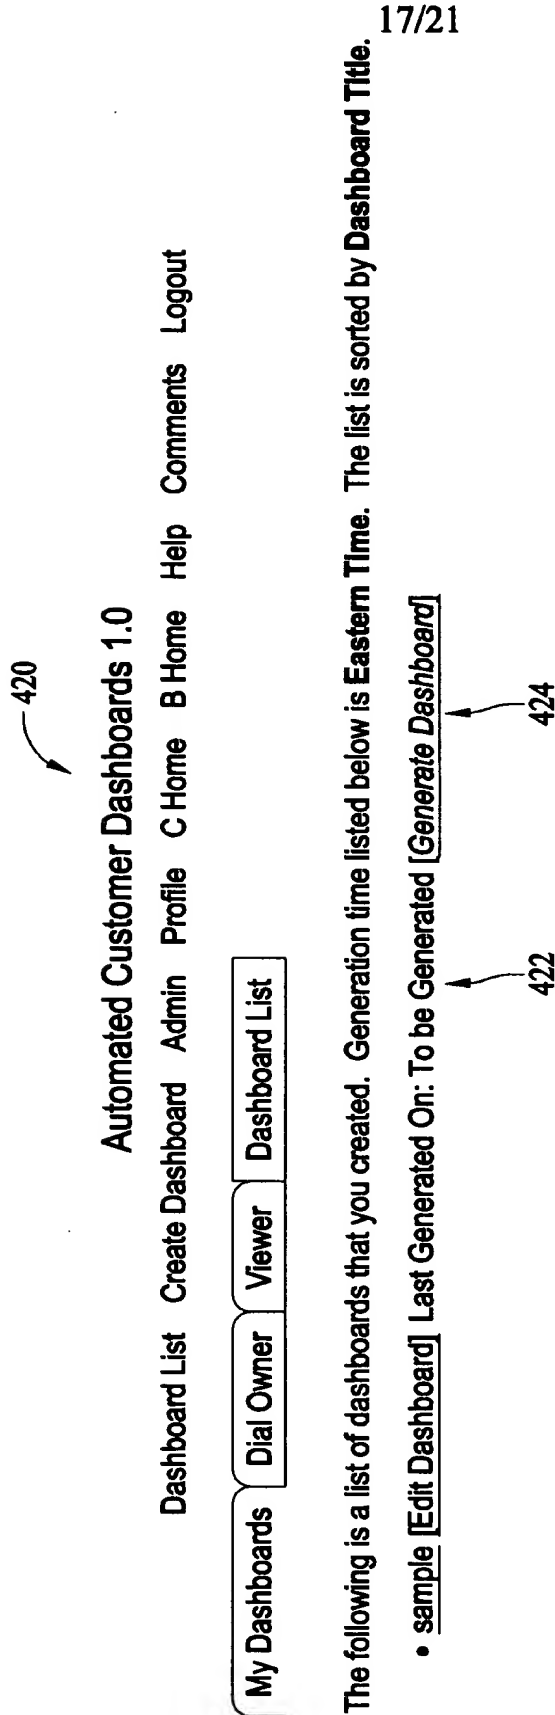 17/21
420
Automated Customer Dashboards 1.0
Dashboard List Create Dashboard Admin Profile C Home B Home Help Comments Logout
My Dashboards Dial Owner Viewer Dashboard List
The following is a list of dashboards that you created. Generation time listed below is Eastern Time. The list is sorted by Dashboard Title.
• sample [Edit Dashboard] Last Generated On: To be Generated [Generate Dashboard]
422 424